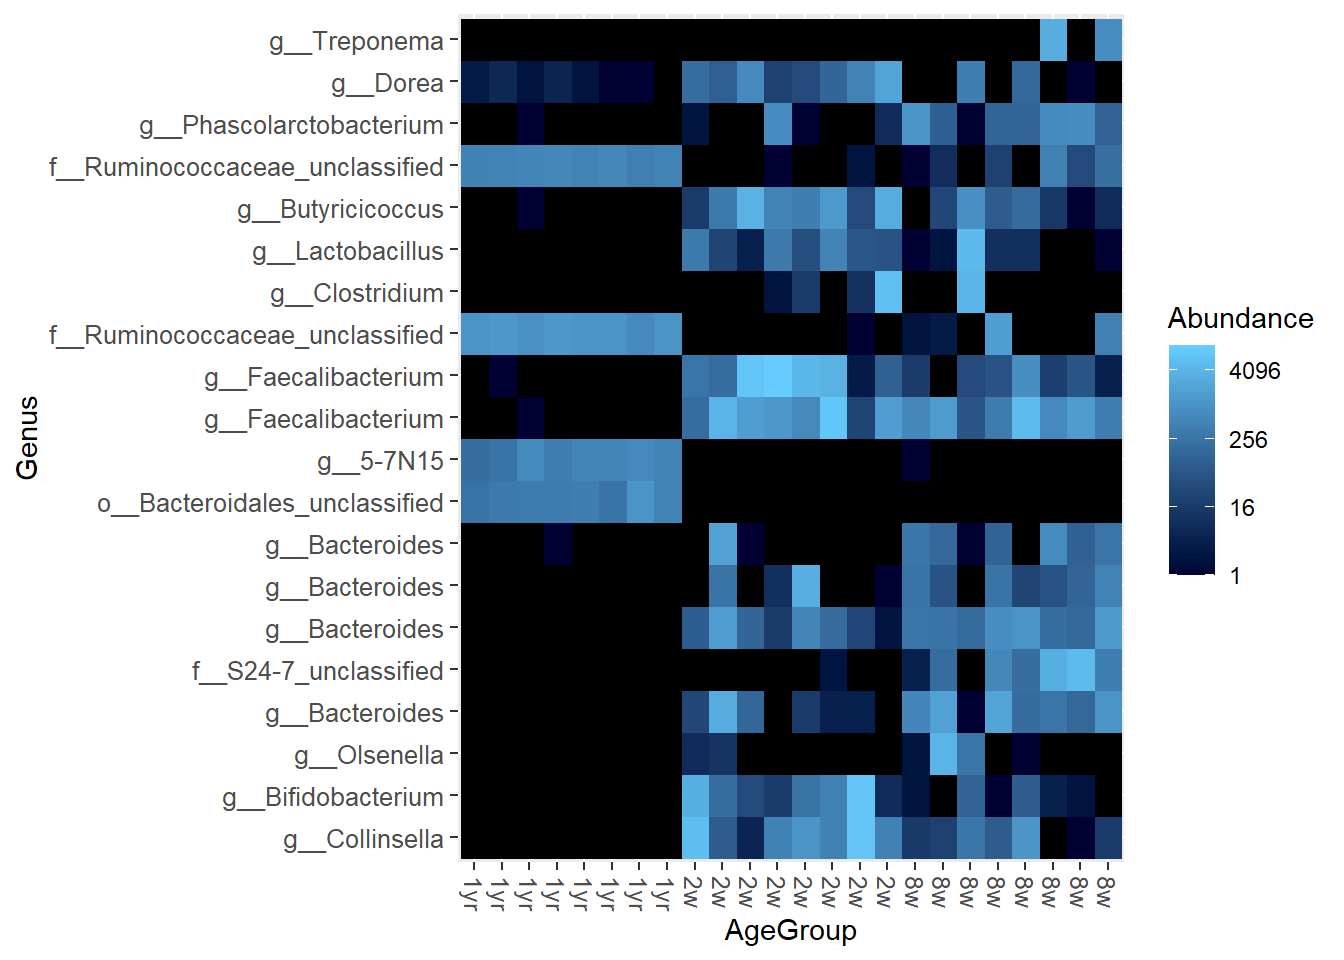 g__Treponema
g__Dorea
g__Phascolarctobacterium
f__Ruminococcaceae_unclassified
g__Butyricicoccus
g__Lactobacillus
g__Clostridium
f__Ruminococcaceae_unclassified
g__Faecalibacterium
g__Faecalibacterium
g__5-7N15
o__Bacteroidales_unclassified
g__Bacteroides
g__Bacteroides
g__Bacteroides
f__S24-7_unclassified
g__Bacteroides
g__Olsenella
g__Bifidobacterium
g__Collinsella
Genus
1yr 1yr 1yr 1yr 1yr 1yr 1yr 1yr 2w 2w 2w 2w 2w 2w 2w 2w 8w 8w 8w 8w 8w 8w 8w 8w
AgeGroup
Abundance
4096
256
16
1